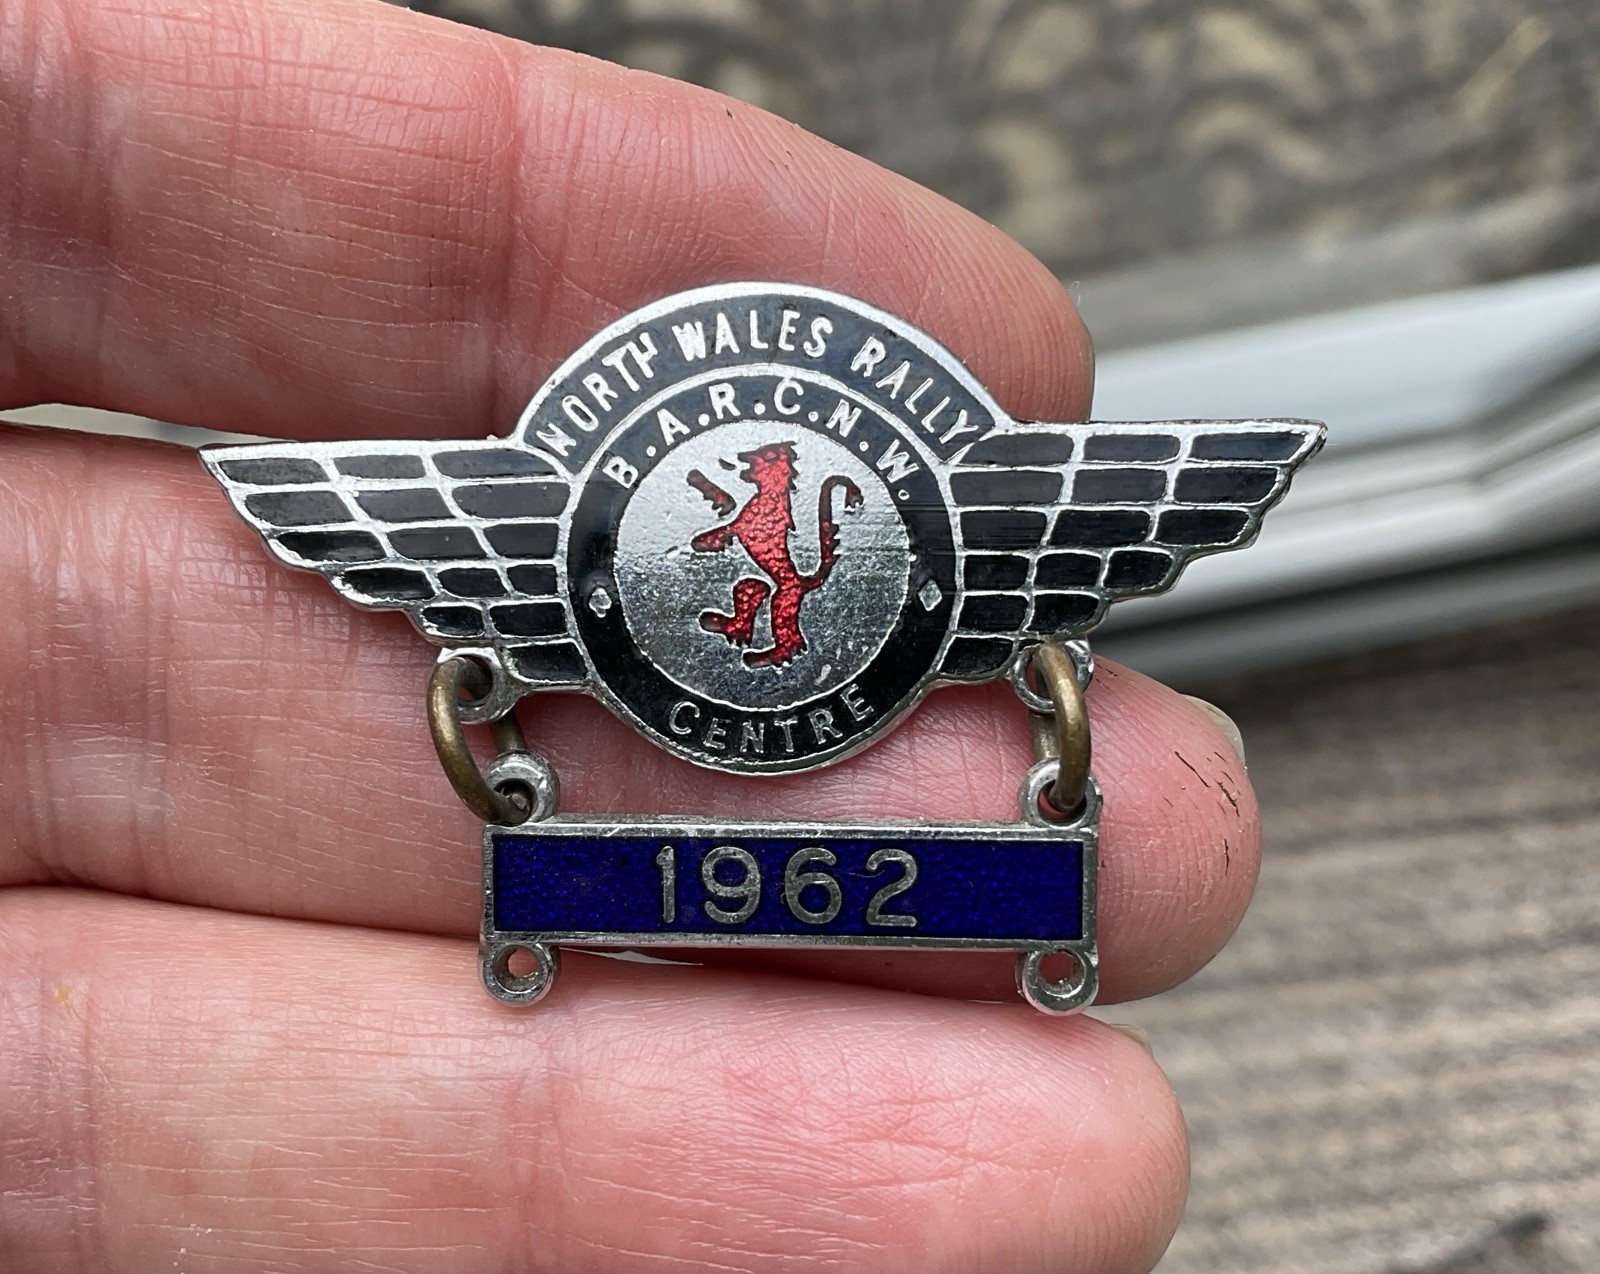 NORTH WALES RALLY
B.A.R.C.N.W.
CENTRE
1962